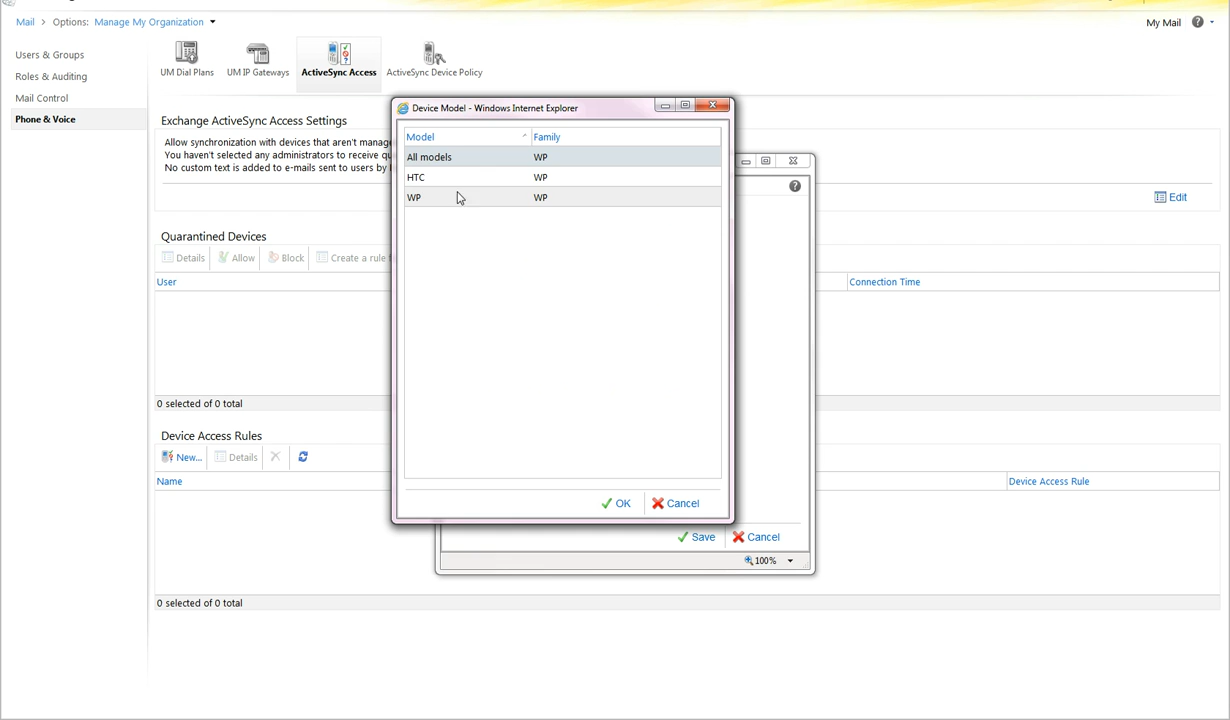 Mail > Options: Manage My Organization
My Mail
Users & Groups
Roles & Auditing
Mail Control
Phone & Voice
UM Dial Plans
UM IP Gateways
ActiveSync Access
ActiveSync Device Policy
Exchange ActiveSync Access Settings
Allow synchronization with devices that aren't manage
You haven't selected any administrators to receive qu
No custom text is added to e-mails sent to users by
Edit
Quarantined Devices
Details
Allow
Block
Create a rule f
User
Connection Time
0 selected of 0 total
Device Access Rules
New...
Details
Name
Device Access Rule
0 selected of 0 total
Device Model - Windows Internet Explorer
Model Family
All models WP
HTC WP
WP WP
OK Cancel
Save Cancel
100%